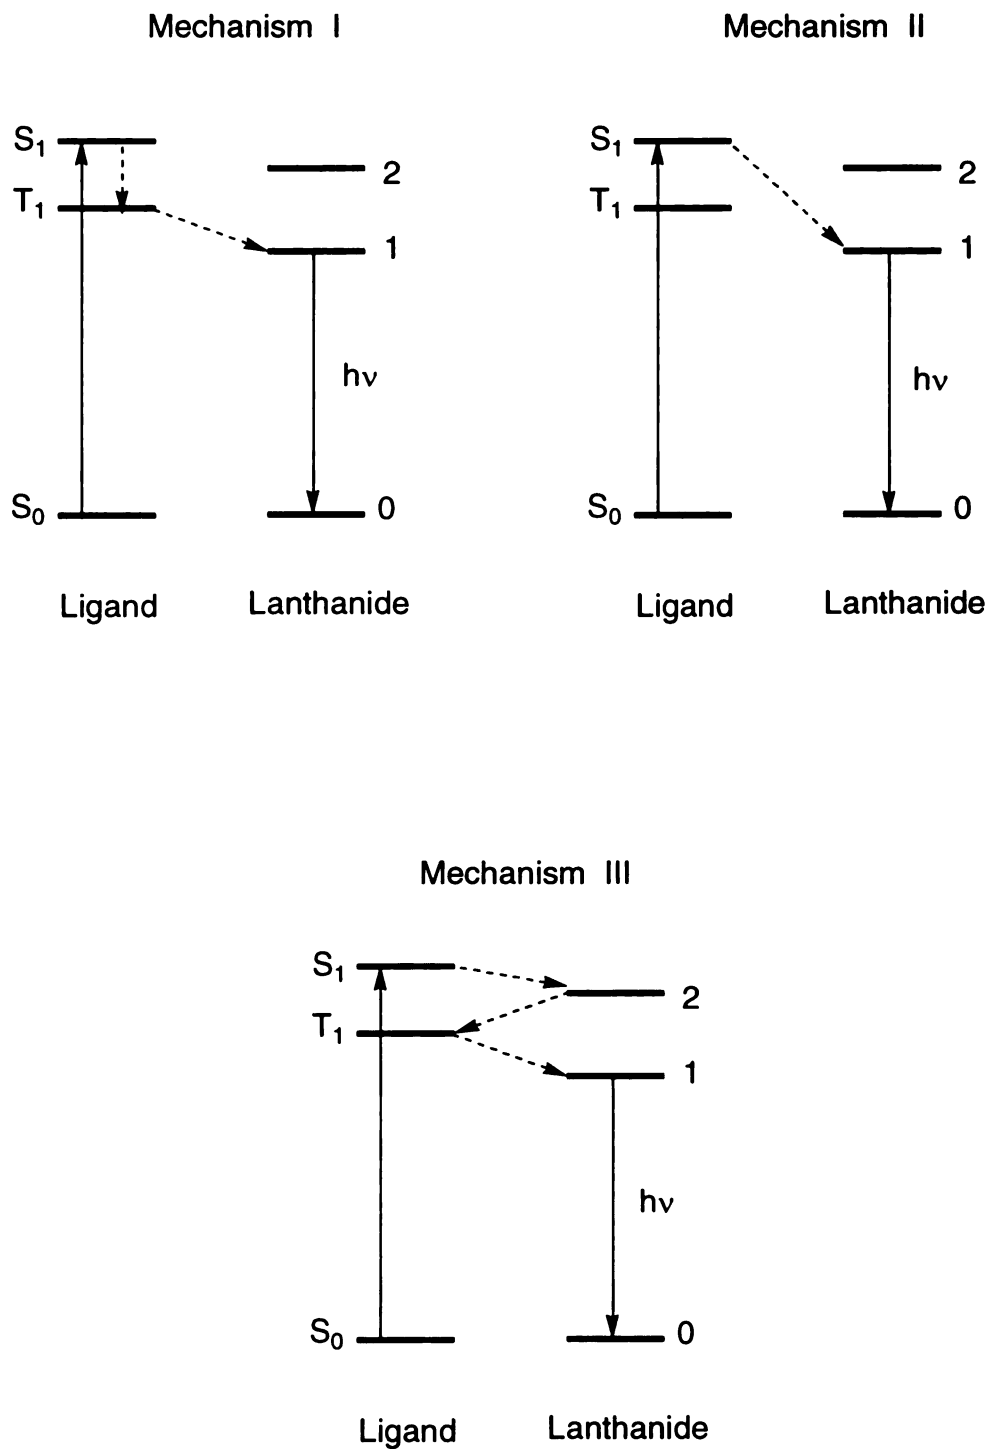 Mechanism I
Mechanism II
S1
2
T1
1
hν
S0
0
Ligand
Lanthanide
S1
2
T1
1
hν
S0
0
Ligand
Lanthanide
Mechanism III
S1
2
T1
1
hν
S0
0
Ligand
Lanthanide